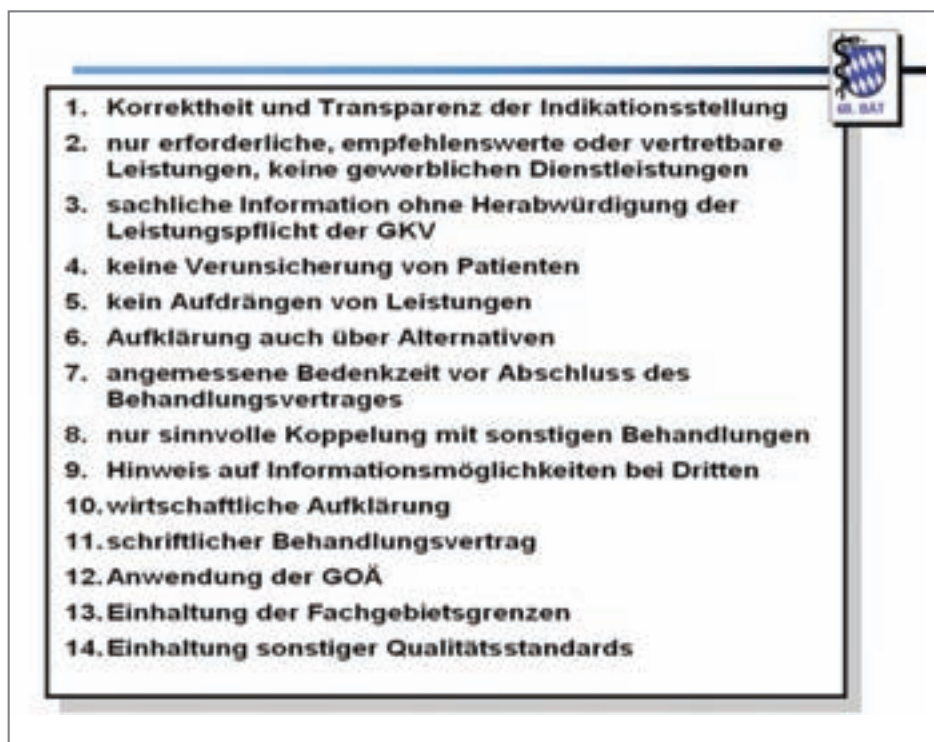 60. BÄT
1. Korrektheit und Transparenz der Indikationsstellung
2. nur erforderliche, empfehlenswerte oder vertretbare
Leistungen, keine gewerblichen Dienstleistungen
3. sachliche Information ohne Herabwürdigung der
Leistungspflicht der GKV
4. keine Verunsicherung von Patienten
5. kein Aufdrängen von Leistungen
6. Aufklärung auch über Alternativen
7. angemessene Bedenkzeit vor Abschluss des
Behandlungsvertrages
8. nur sinnvolle Koppelung mit sonstigen Behandlungen
9. Hinweis auf Informationsmöglichkeiten bei Dritten
10. wirtschaftliche Aufklärung
11. schriftlicher Behandlungsvertrag
12. Anwendung der GOÄ
13. Einhaltung der Fachgebietsgrenzen
14. Einhaltung sonstiger Qualitätsstandards